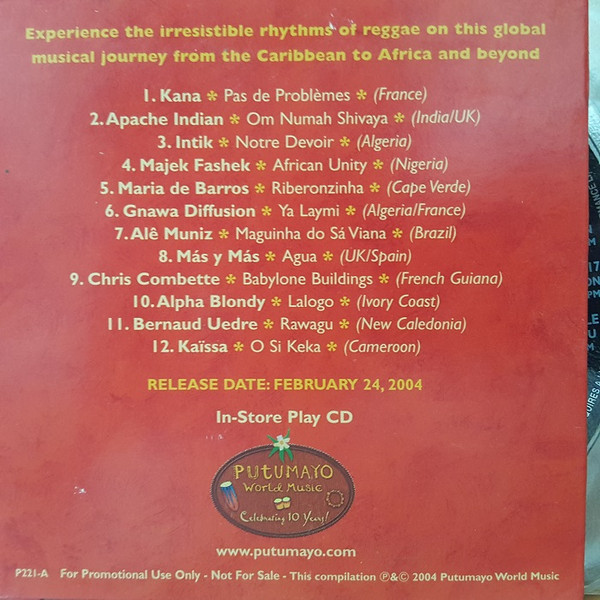 Experience the irresistible rhythms of reggae on this global
musical journey from the Caribbean to Africa and beyond
1. Kana * Pas de Problèmes * (France)
2. Apache Indian * Om Numah Shivaya * (India/UK)
3. Intik * Notre Devoir * (Algeria)
4. Majek Fashek * African Unity * (Nigeria)
5. Maria de Barros * Riberonzinha * (Cape Verde)
6. Gnawa Diffusion * Ya Laymi * (Algeria/France)
7. Alê Muniz * Maguinha do Sá Viana * (Brazil)
8. Más y Más * Agua * (UK/Spain)
9. Chris Combette * Babylone Buildings * (French Guiana)
10. Alpha Blondy * Lalogo * (Ivory Coast)
11. Bernaud Uedre * Rawagu * (New Caledonia)
12. Kaïssa * O Si Keka * (Cameroon)
RELEASE DATE: FEBRUARY 24, 2004
In-Store Play CD
PUTUMAYO
World Music
Celebrating 10 Years!
www.putumayo.com
P221-A For Promotional Use Only - Not For Sale - This compilation ℗&© 2004 Putumayo World Music